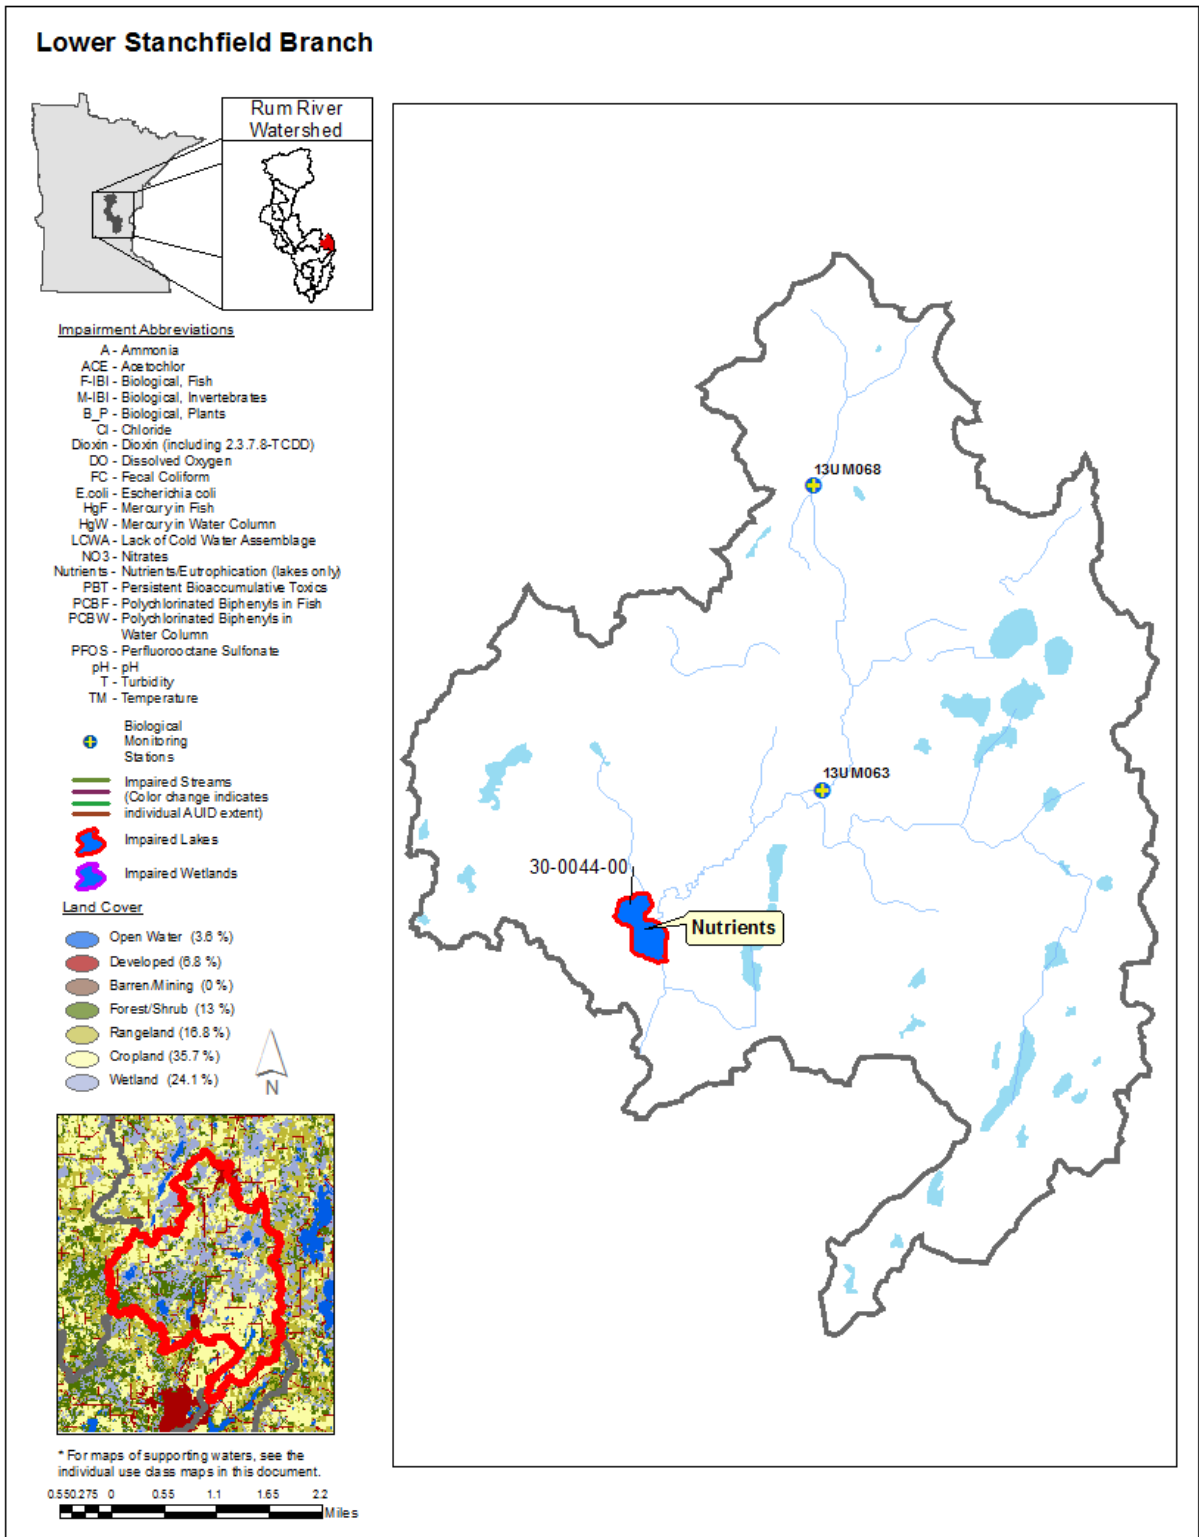 Lower Stanchfield Branch
Rum River
Watershed
Impairment Abbreviations
A - Ammonia
ACE - Acetochlor
F-IBI - Biological, Fish
M-IBI - Biological, Invertebrates
B_P - Biological, Plants
Cl - Chloride
Dioxin - Dioxin (including 2.3.7.8-TCDD)
DO - Dissolved Oxygen
FC - Fecal Coliform
E.coli - Escherichia coli
HgF - Mercury in Fish
HgW - Mercury in Water Column
LCWA - Lack of Cold Water Assemblage
NO3 - Nitrates
Nutrients - Nutrients/Eutrophication (lakes only)
PBT - Persistent Bioaccumulative Toxics
PCBF - Polychlorinated Biphenyls in Fish
PCBW - Polychlorinated Biphenyls in
Water Column
PFOS - Perfluorooctane Sulfonate
pH - pH
T - Turbidity
TM - Temperature
Biological
Monitoring
Stations
Impaired Streams
(Color change indicates
individual AUID extent)
Impaired Lakes
Impaired Wetlands
Land Cover
Open Water (3.6 %)
Developed (6.8 %)
Barren/Mining (0 %)
Forest/Shrub (13 %)
Rangeland (16.8 %)
Cropland (35.7 %)
Wetland (24.1 %)
N
* For maps of supporting waters, see the
individual use class maps in this document.
0.550.275 0 0.55 1.1 1.65 2.2
Miles
13UM068
13UM063
30-0044-00
Nutrients